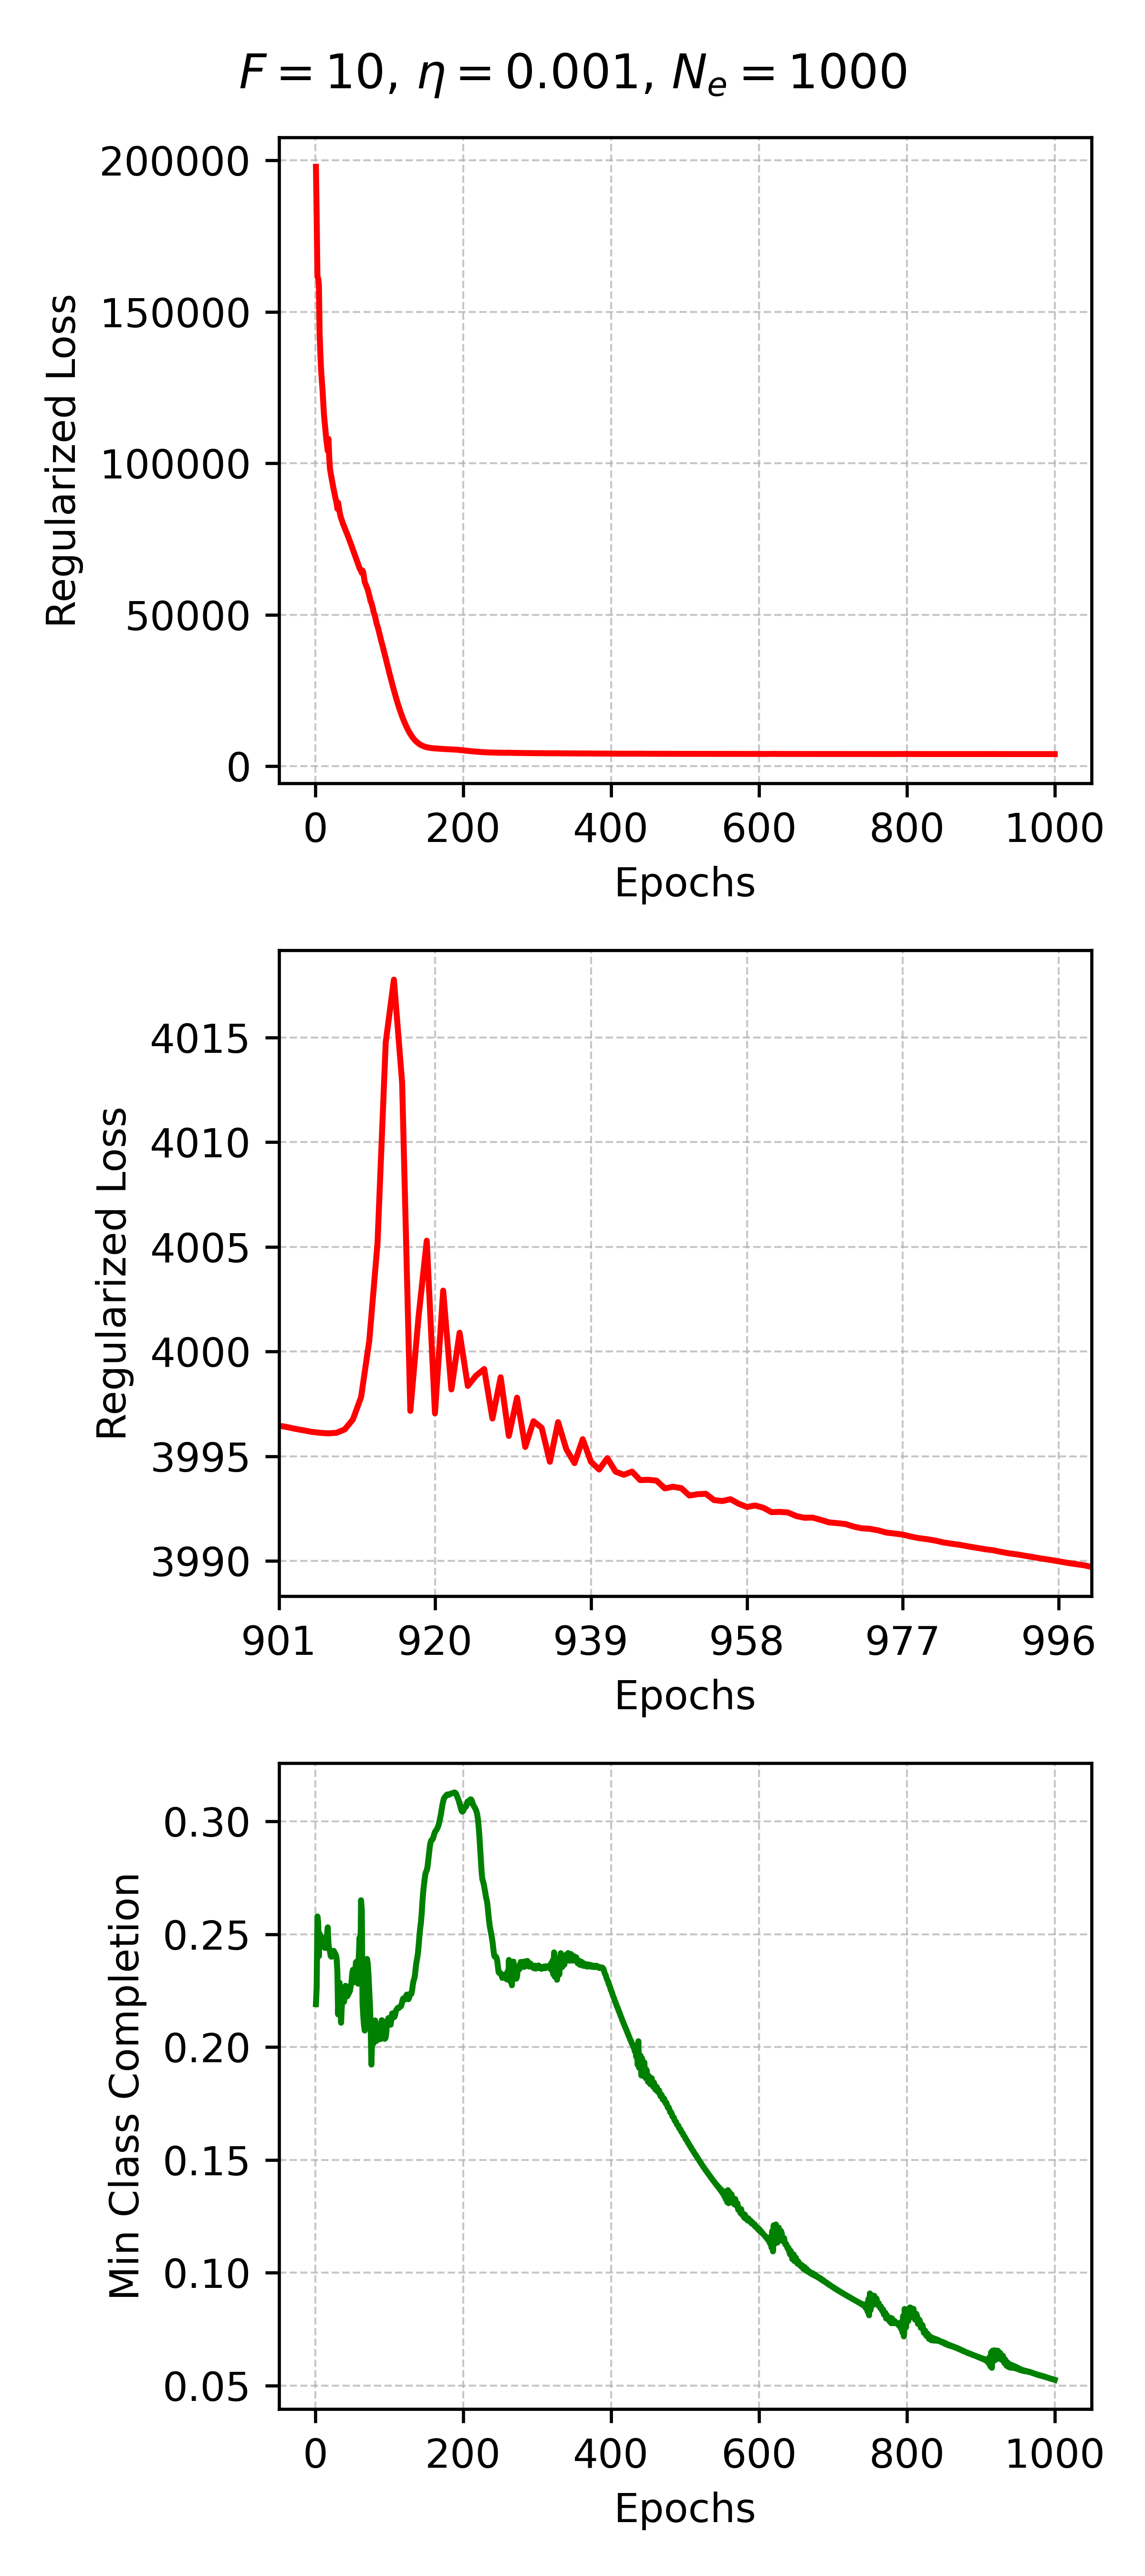 F = 10, η = 0.001, Nₑ = 1000
200000
150000
100000
50000
0
Regularized Loss
0 200 400 600 800 1000
Epochs
4015
4010
4005
4000
3995
3990
Regularized Loss
901 920 939 958 977 996
Epochs
0.30
0.25
0.20
0.15
0.10
0.05
Min Class Completion
0 200 400 600 800 1000
Epochs